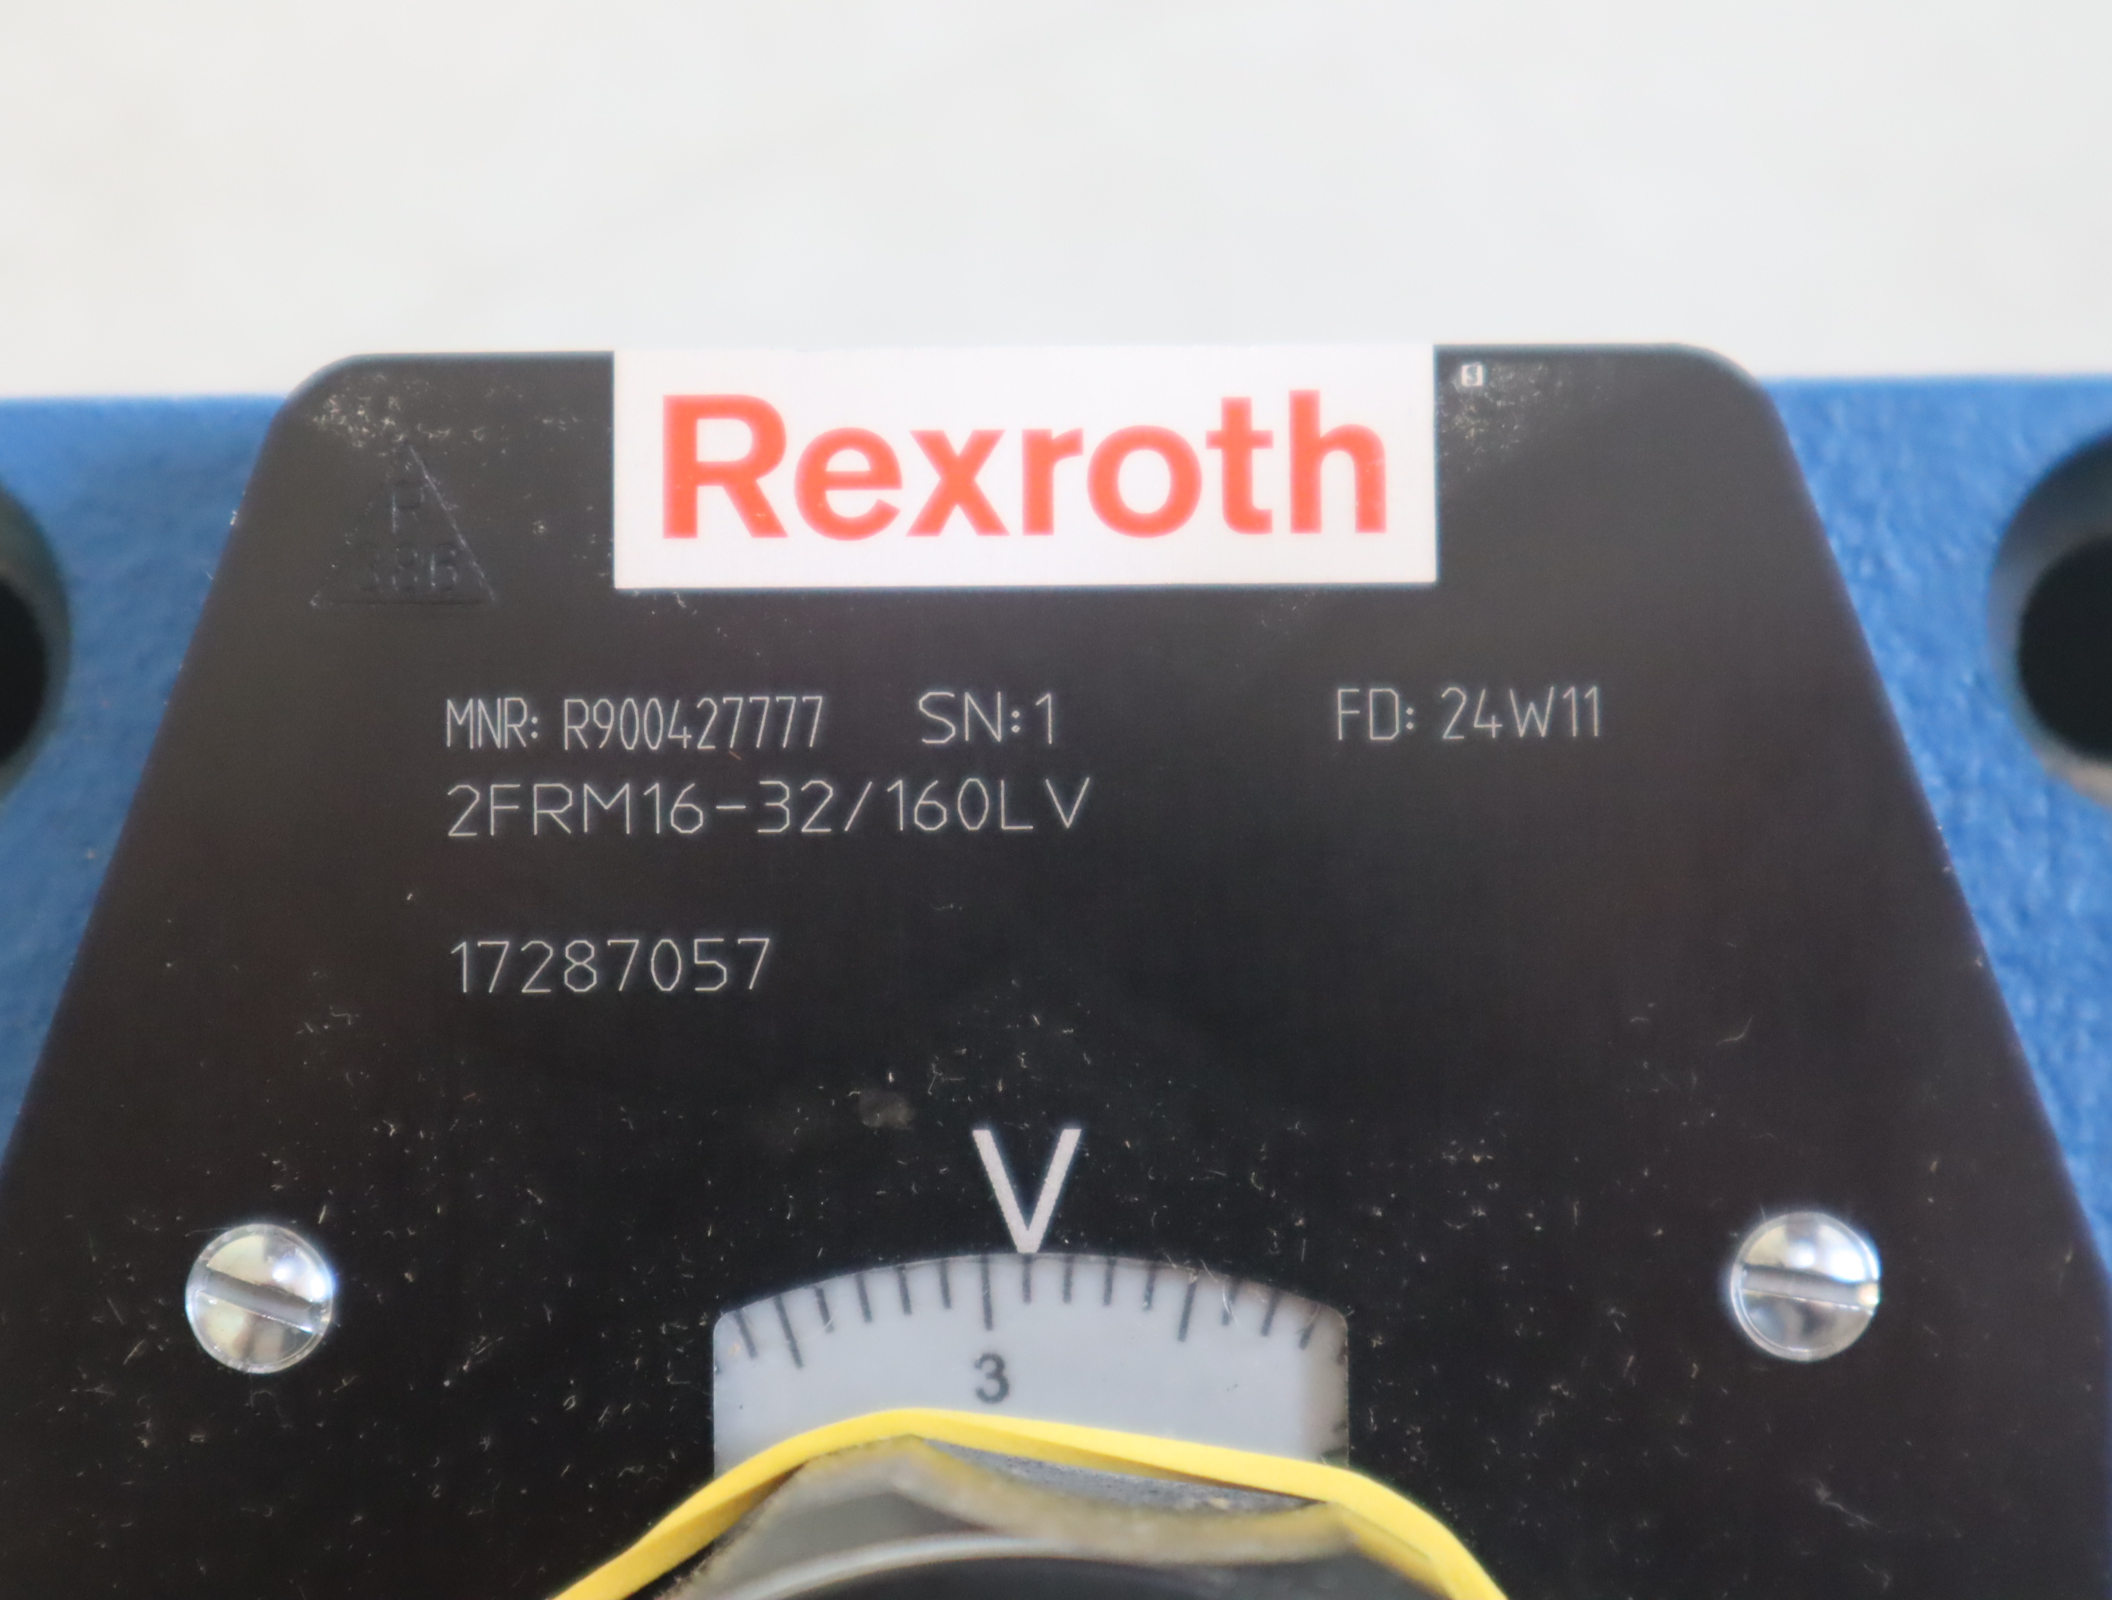 Rexroth
MNR: R900427777 SN:1 FD: 24W11
2FRM16-32/160LV
17287057
V
3